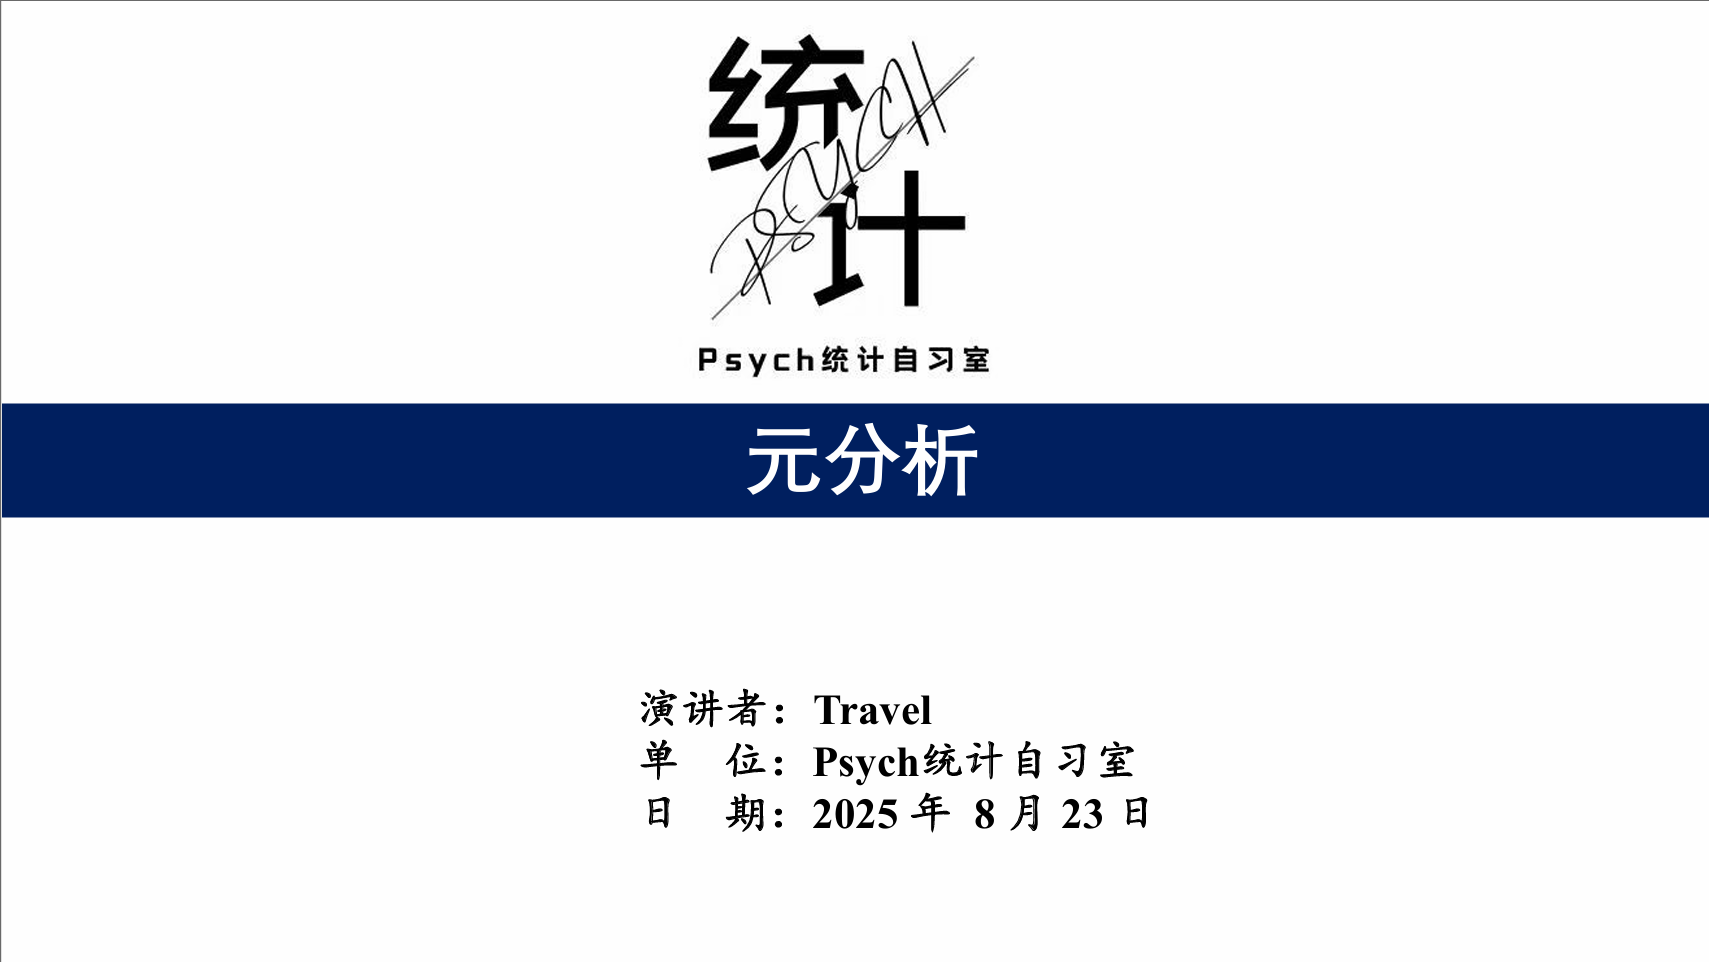 统计
PSYCH
Psych统计自习室
元分析
演讲者：Travel
单　位：Psych统计自习室
日　期：2025 年 8 月 23 日